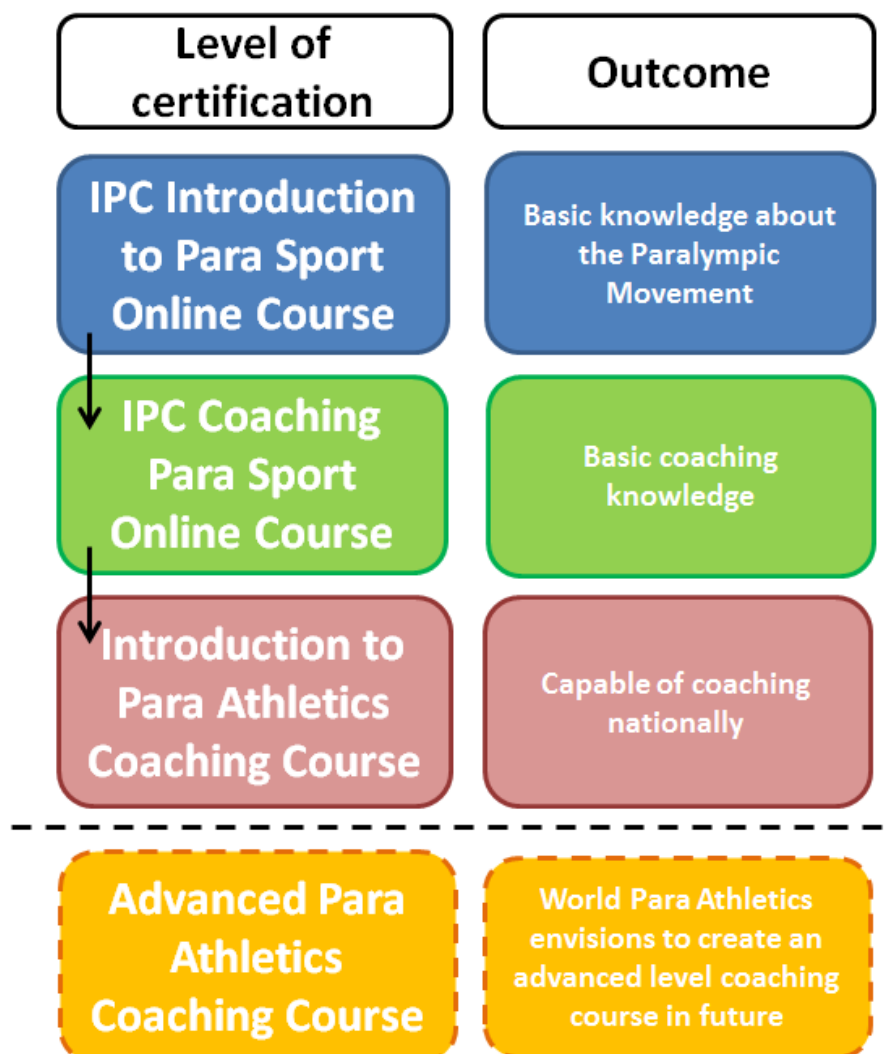 Level of
certification
Outcome
IPC Introduction
to Para Sport
Online Course
Basic knowledge about
the Paralympic
Movement
IPC Coaching
Para Sport
Online Course
Basic coaching
knowledge
Introduction to
Para Athletics
Coaching Course
Capable of coaching
nationally
Advanced Para
Athletics
Coaching Course
World Para Athletics
envisions to create an
advanced level coaching
course in future